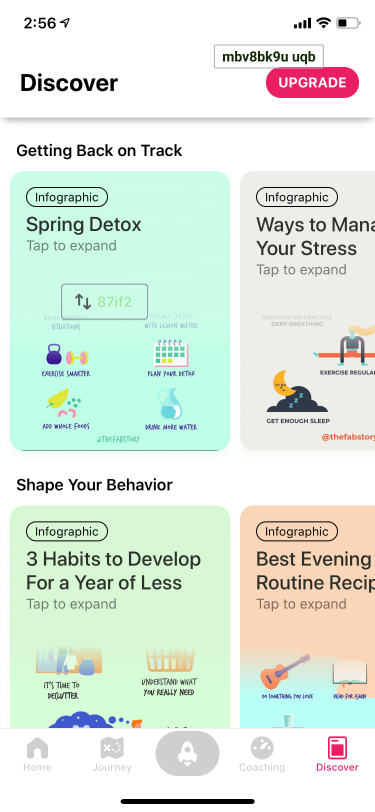 2:56
mbv8bk9u uqb
Discover
UPGRADE
Getting Back on Track
Infographic
Spring Detox
Tap to expand
87if2
SITUATIONS
WITH LEMON WATER
EXERCISE SMARTER
PLAN YOUR DETOX
ADD WHOLE FOODS
DRINK MORE WATER
@THEFABSTORY
Infographic
Ways to Mana
Your Stress
Tap to expand
MEDITATE OR PRACTICE
DEEP BREATHING
EXERCISE REGULAR
GET ENOUGH SLEEP
@thefabstory
Shape Your Behavior
Infographic
3 Habits to Develop
For a Year of Less
Tap to expand
IT'S TIME TO
DECLUTTER
UNDERSTAND WHAT
YOU REALLY NEED
Infographic
Best Evening
Routine Recip
Tap to expand
DO SOMETHING YOU LOVE
READ FOR 15MIN
Home
Journey
Coaching
Discover